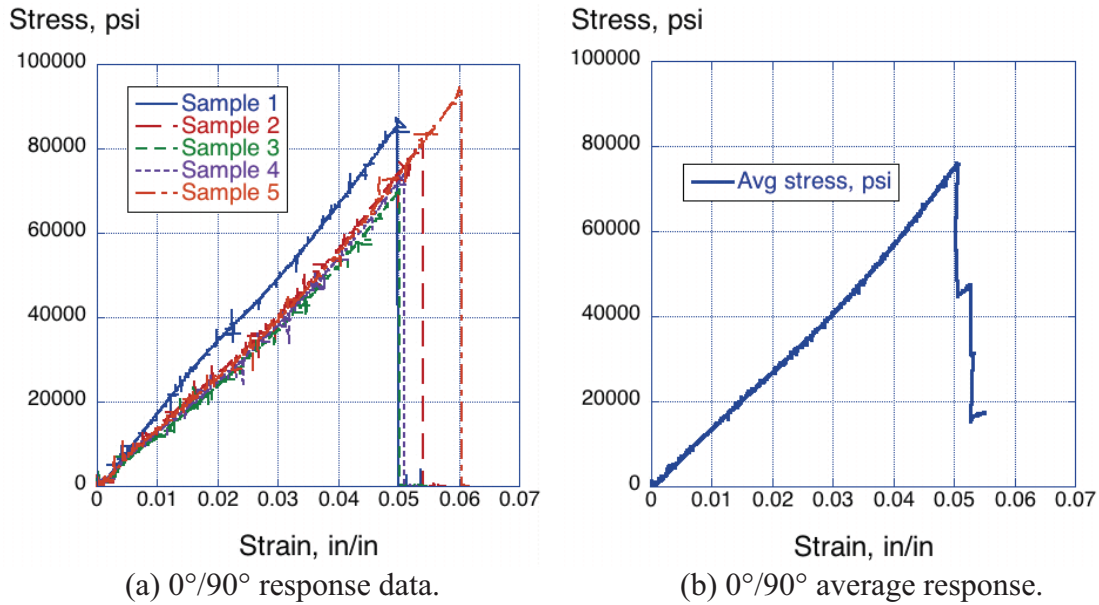 Stress, psi
100000
80000
60000
40000
20000
0
Sample 1
Sample 2
Sample 3
Sample 4
Sample 5
0 0.01 0.02 0.03 0.04 0.05 0.06 0.07
Strain, in/in
(a) 0°/90° response data.
Stress, psi
100000
80000
60000
40000
20000
0
Avg stress, psi
0 0.01 0.02 0.03 0.04 0.05 0.06 0.07
Strain, in/in
(b) 0°/90° average response.